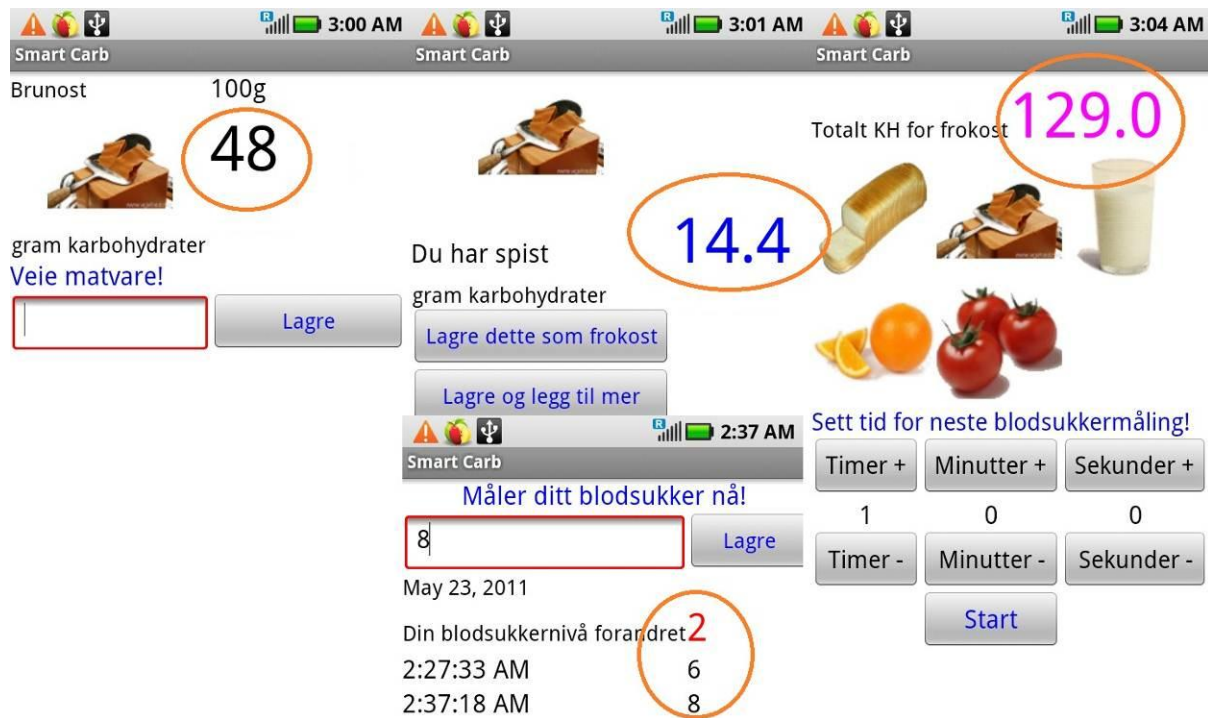 3:00 AM
Smart Carb
Brunost 100g
48
gram karbohydrater
Veie matvare!
Lagre
3:01 AM
Smart Carb
Du har spist 14.4
gram karbohydrater
Lagre dette som frokost
Lagre og legg til mer
2:37 AM
Smart Carb
Måler ditt blodsukker nå!
8 Lagre
May 23, 2011
Din blodsukkernivå forandret 2
2:27:33 AM 6
2:37:18 AM 8
3:04 AM
Smart Carb
Totalt KH for frokost 129.0
Sett tid for neste blodsukkermåling!
Timer + Minutter + Sekunder +
1 0 0
Timer - Minutter - Sekunder -
Start